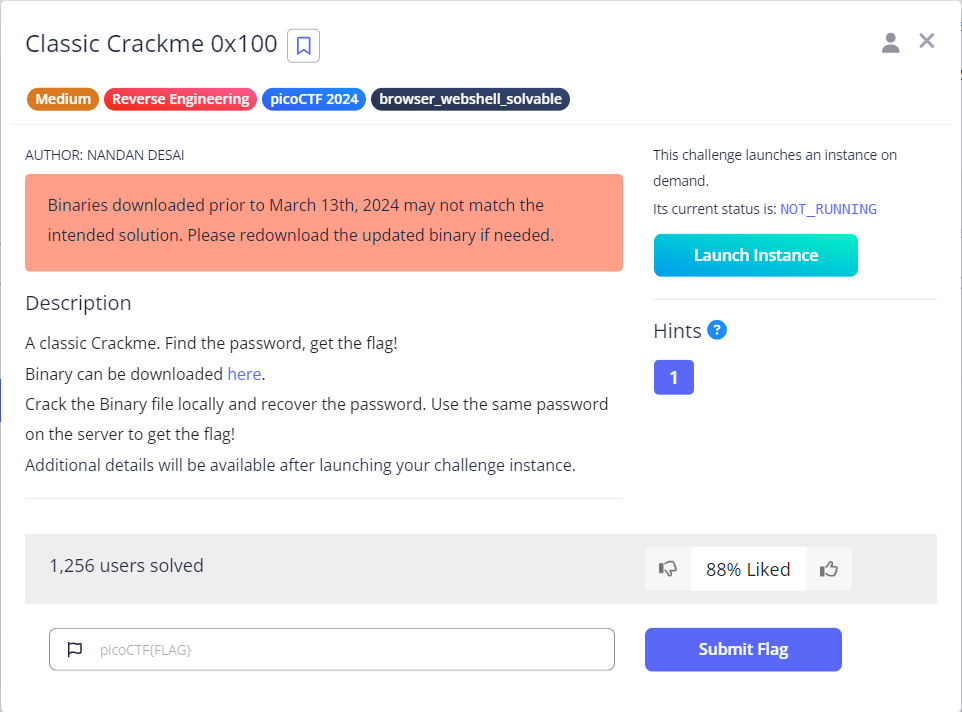 Classic Crackme 0x100
Medium Reverse Engineering picoCTF 2024 browser_webshell_solvable
AUTHOR: NANDAN DESAI
Binaries downloaded prior to March 13th, 2024 may not match the
intended solution. Please redownload the updated binary if needed.
Description
A classic Crackme. Find the password, get the flag!
Binary can be downloaded here.
Crack the Binary file locally and recover the password. Use the same password
on the server to get the flag!
Additional details will be available after launching your challenge instance.
This challenge launches an instance on
demand.
Its current status is: NOT_RUNNING
Launch Instance
Hints ?
1
1,256 users solved
88% Liked
picoCTF{FLAG}
Submit Flag